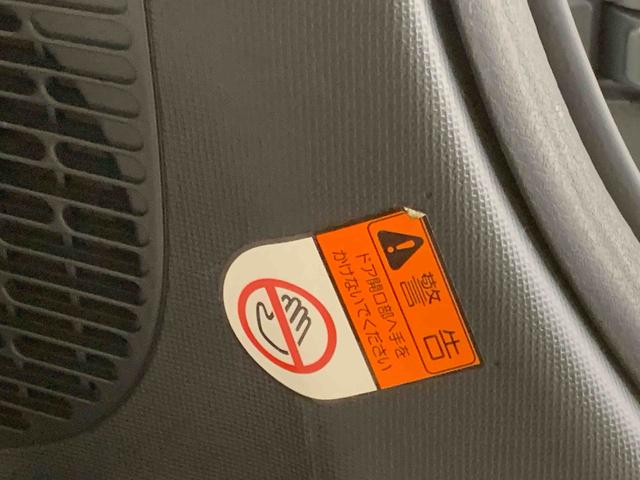 警告
ドア開口部へ手を
かけないでください